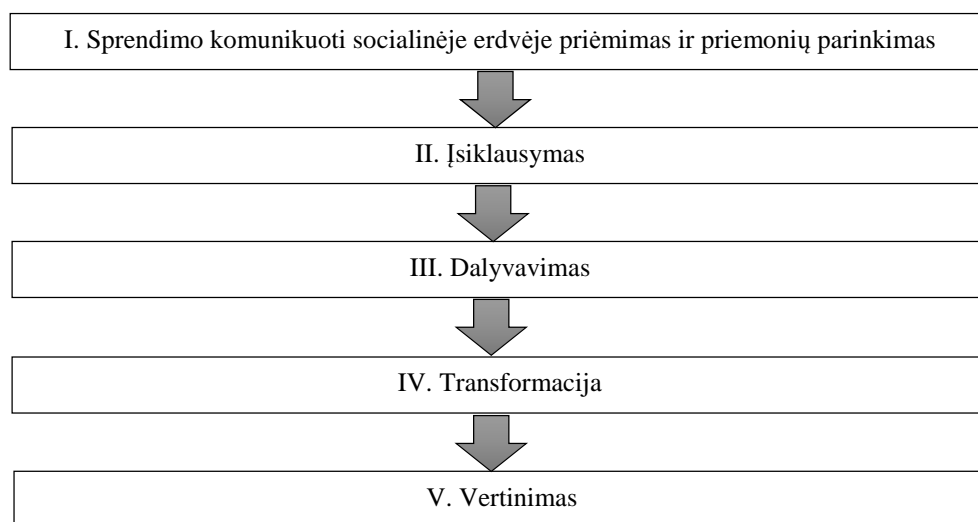 I. Sprendimo komunikuoti socialinėje erdvėje priėmimas ir priemonių parinkimas
II. Įsiklausymas
III. Dalyvavimas
IV. Transformacija
V. Vertinimas